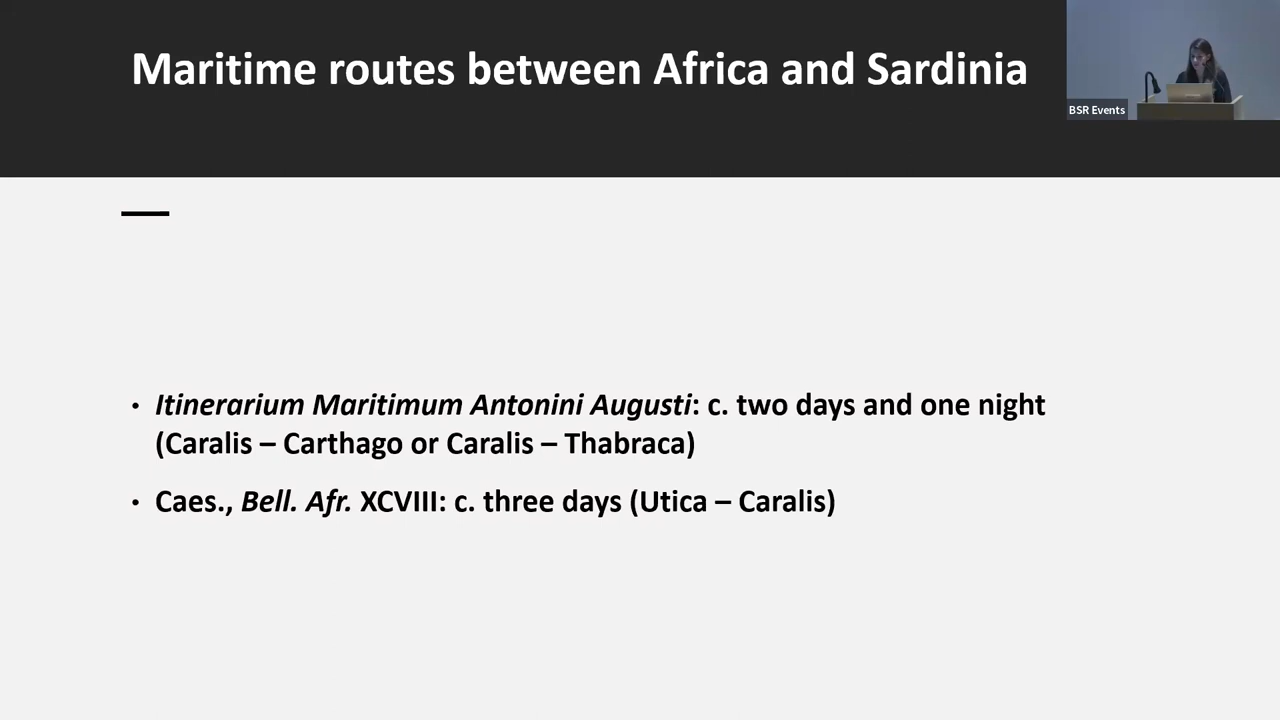 Maritime routes between Africa and Sardinia
BSR Events
• Itinerarium Maritimum Antonini Augusti: c. two days and one night
(Caralis – Carthago or Caralis – Thabraca)
• Caes., Bell. Afr. XCVIII: c. three days (Utica – Caralis)